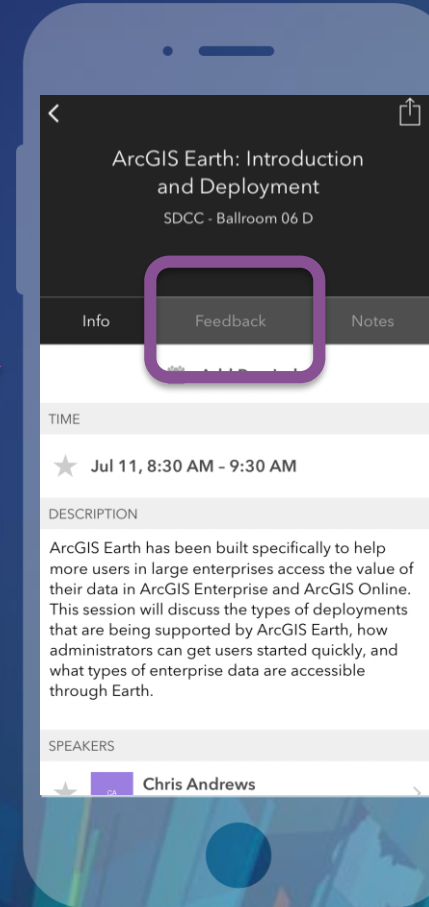 ArcGIS Earth: Introduction
and Deployment
SDCC - Ballroom 06 D
Info Feedback Notes
TIME
Jul 11, 8:30 AM – 9:30 AM
DESCRIPTION
ArcGIS Earth has been built specifically to help
more users in large enterprises access the value of
their data in ArcGIS Enterprise and ArcGIS Online.
This session will discuss the types of deployments
that are being supported by ArcGIS Earth, how
administrators can get users started quickly, and
what types of enterprise data are accessible
through Earth.
SPEAKERS
CA
Chris Andrews